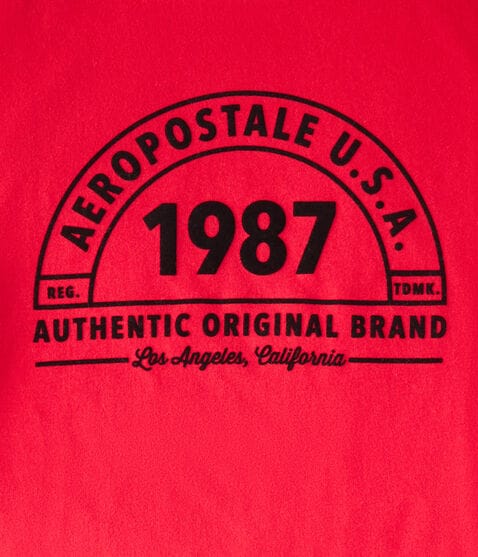 AEROPOSTALE U.S.A.
1987
REG. TDMK.
AUTHENTIC ORIGINAL BRAND
Los Angeles, California